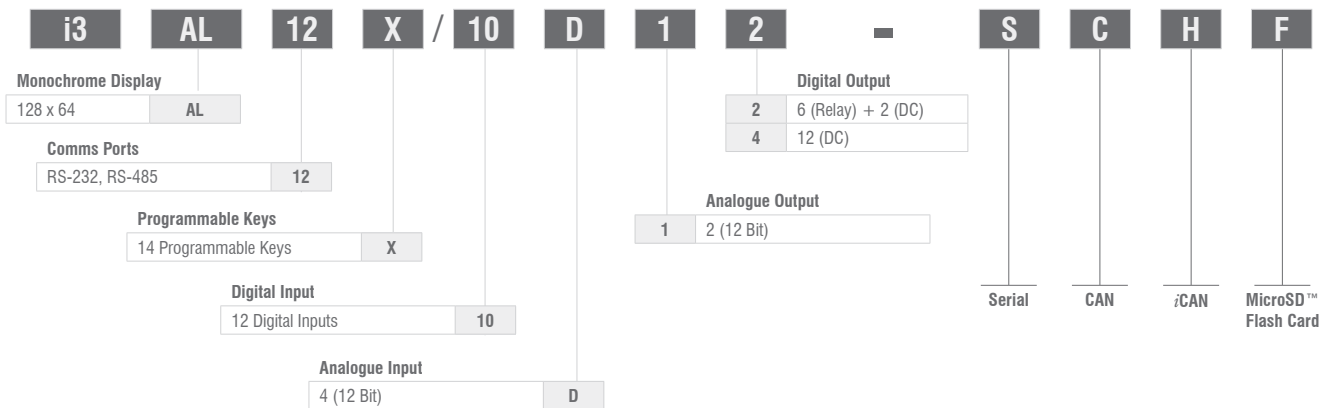 i3 AL 12 X / 10 D 1 2 - S C H F
Monochrome Display
128 x 64 AL
Comms Ports
RS-232, RS-485 12
Programmable Keys
14 Programmable Keys X
Digital Input
12 Digital Inputs 10
Analogue Input
4 (12 Bit) D
Digital Output
2 6 (Relay) + 2 (DC)
4 12 (DC)
Analogue Output
1 2 (12 Bit)
Serial
CAN
iCAN
MicroSD™
Flash Card